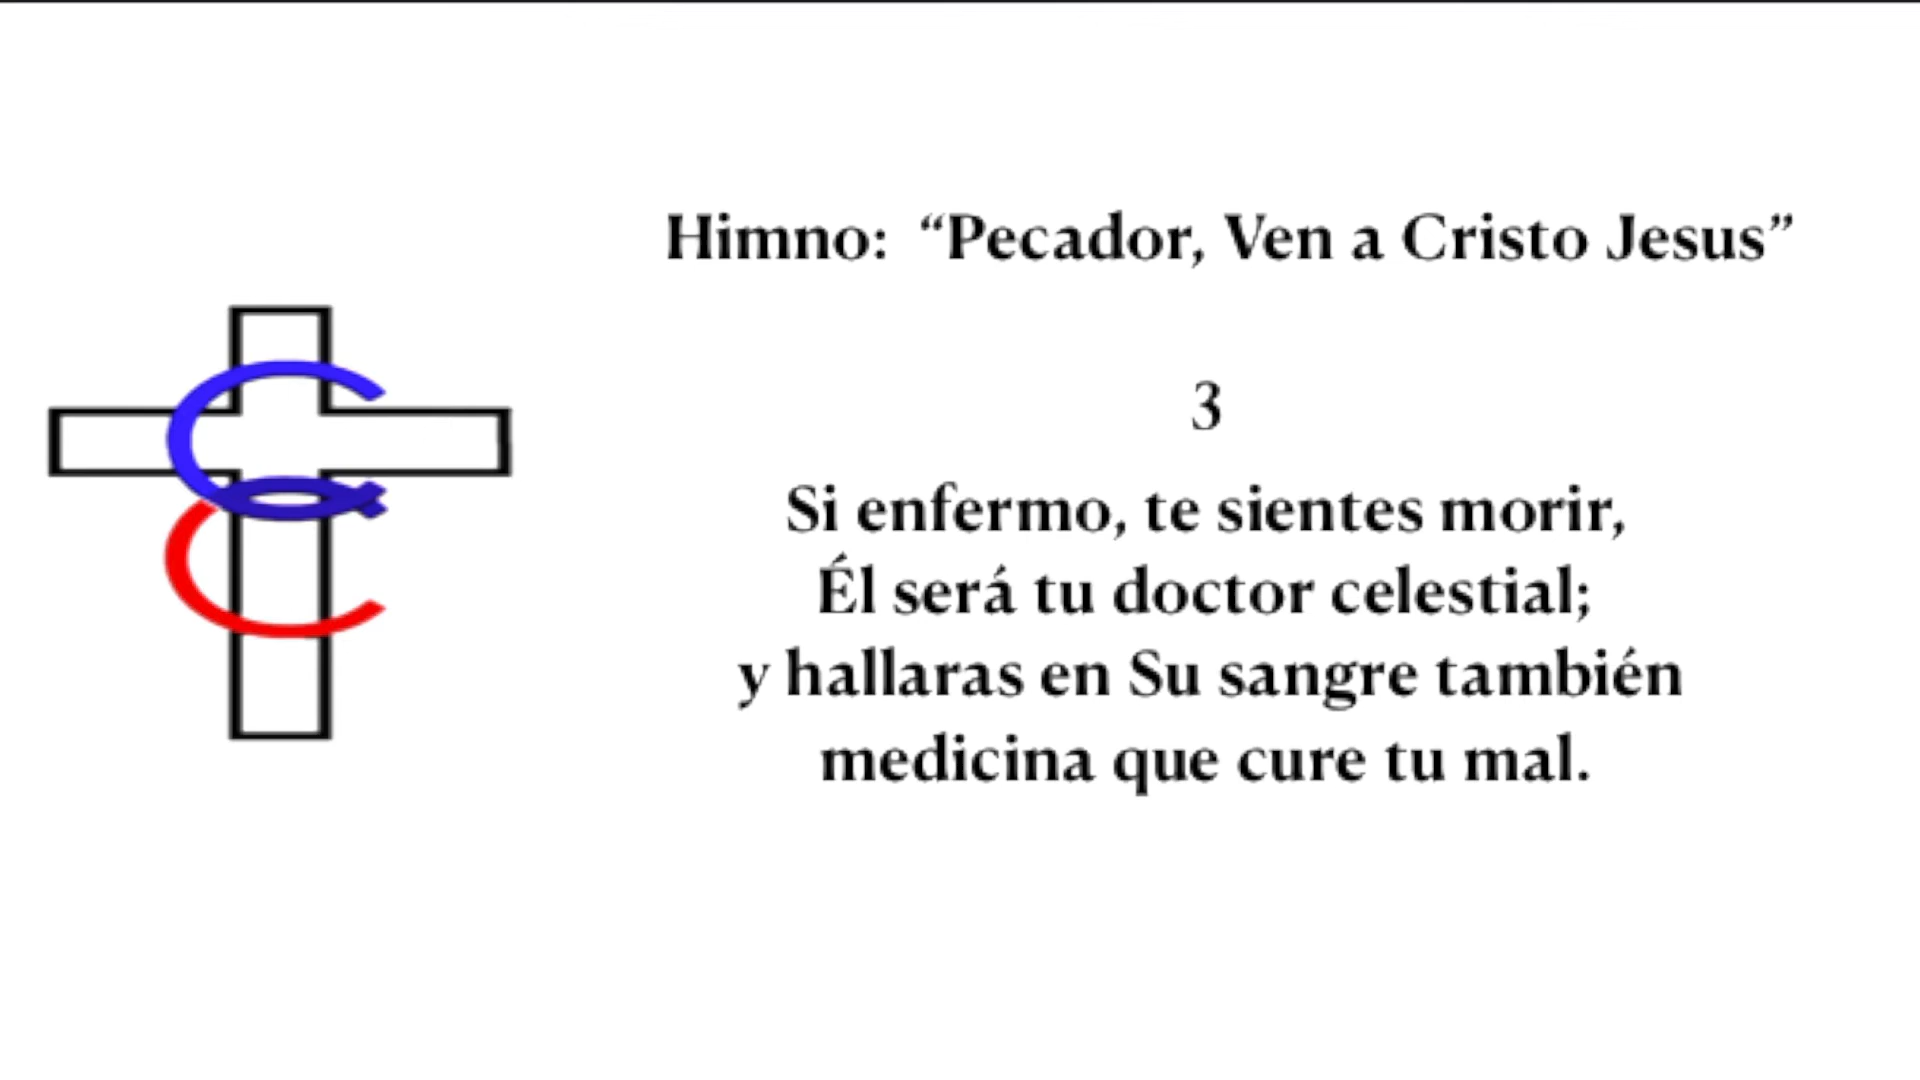 Himno: “Pecador, Ven a Cristo Jesus”
3
Si enfermo, te sientes morir,
Él será tu doctor celestial;
y hallaras en Su sangre también
medicina que cure tu mal.